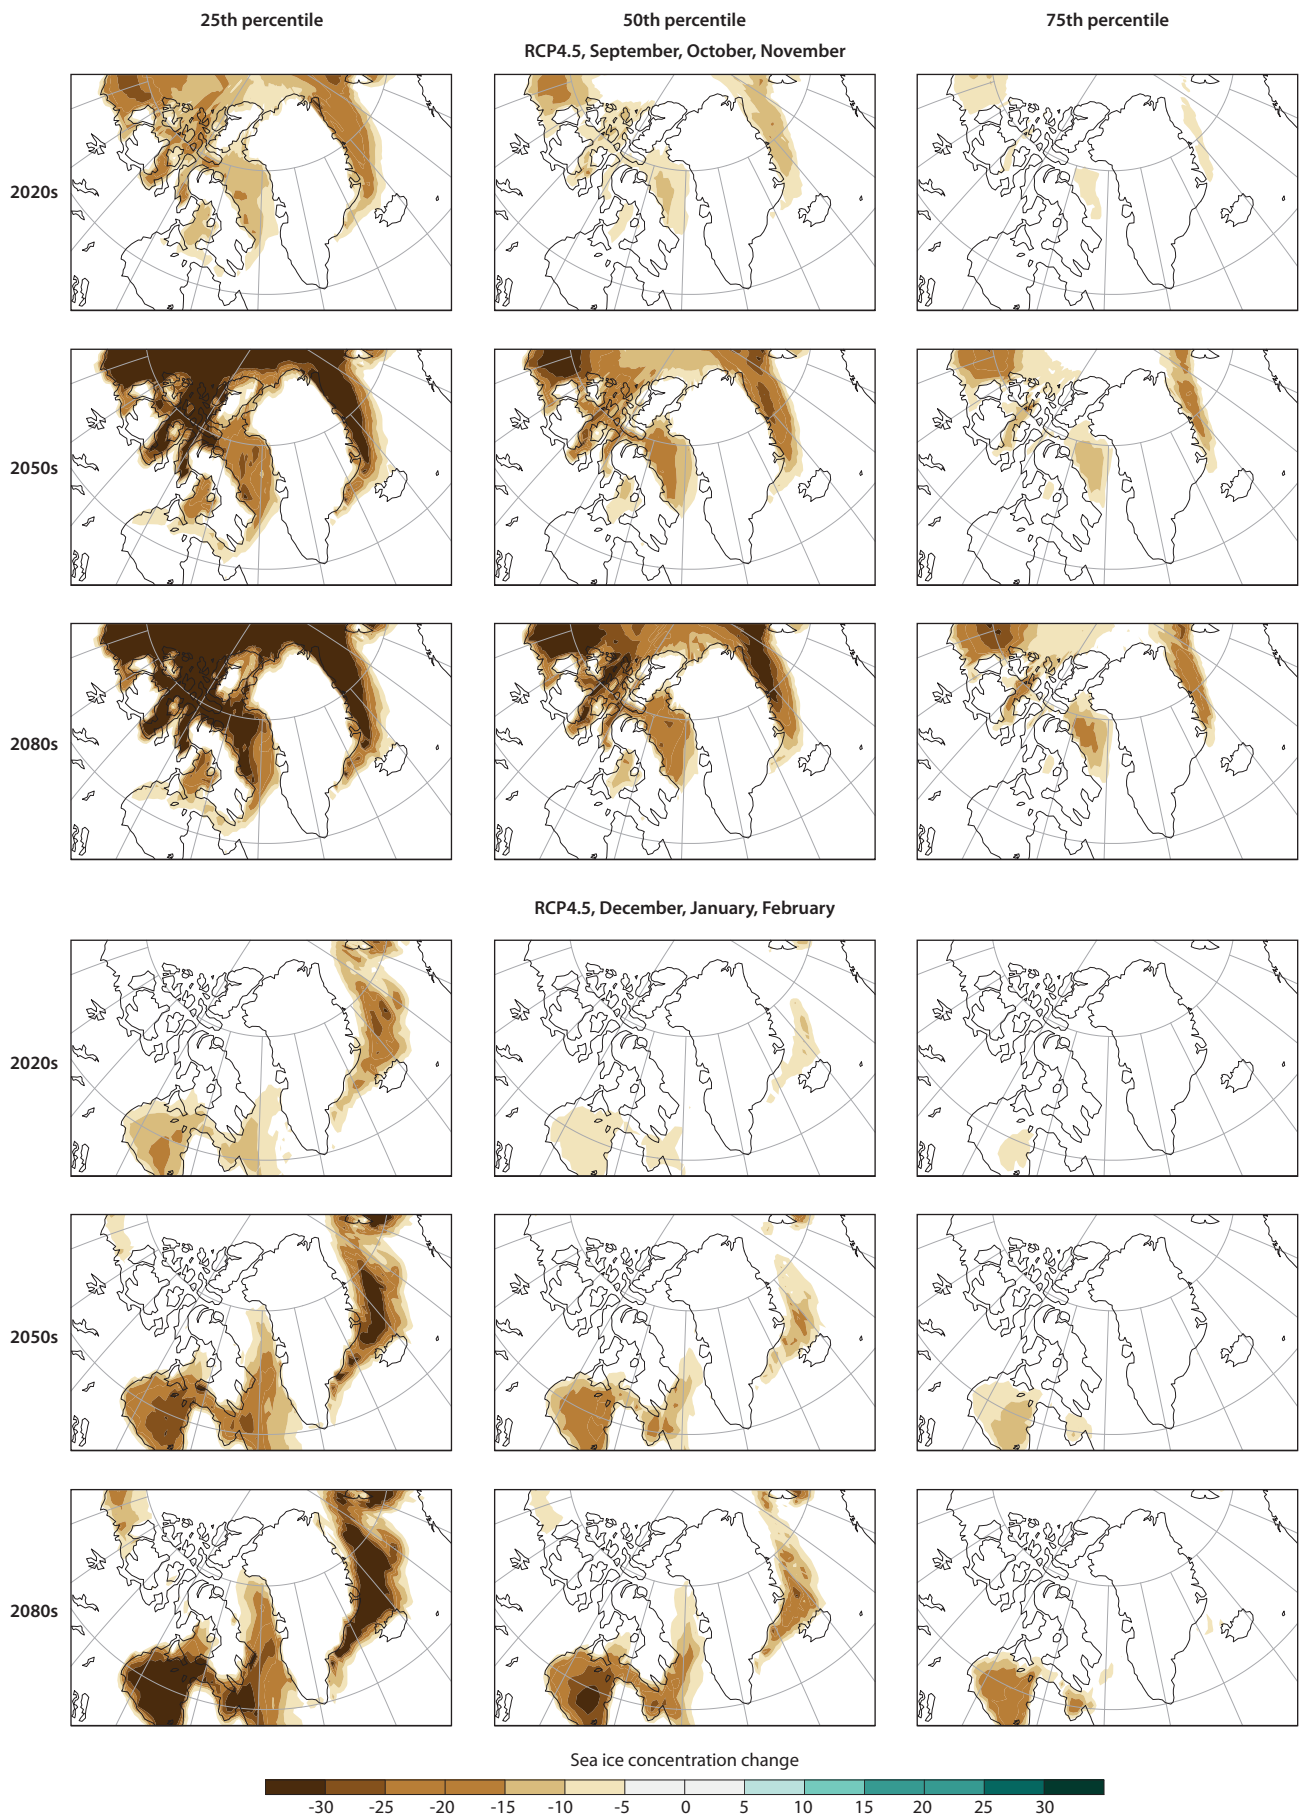 25th percentile 50th percentile 75th percentile
RCP4.5, September, October, November
2020s
2050s
2080s
RCP4.5, December, January, February
2020s
2050s
2080s
Sea ice concentration change
-30 -25 -20 -15 -10 -5 0 5 10 15 20 25 30